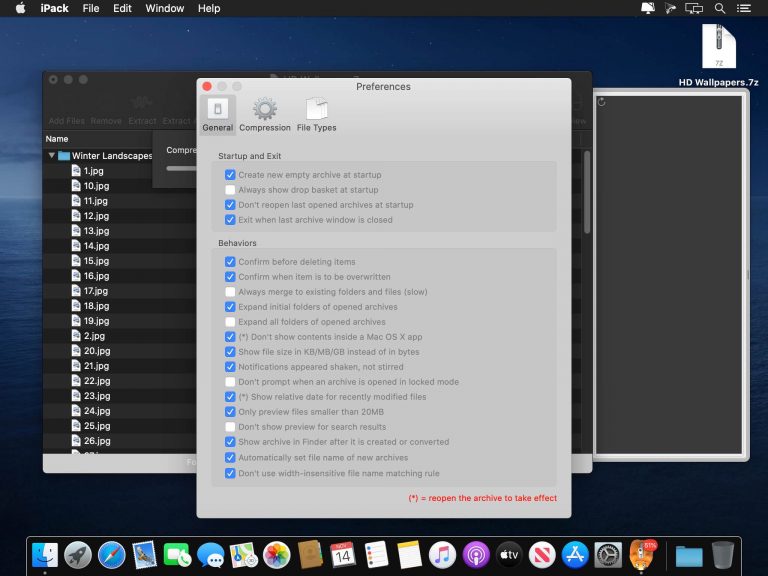 iPack File Edit Window Help
7Z
HD Wallpapers.7z
Preferences
Add Files Remove Extract
General Compression File Types
Name
Winter Landscapes
1.jpg
10.jpg
11.jpg
12.jpg
13.jpg
14.jpg
15.jpg
16.jpg
17.jpg
18.jpg
19.jpg
2.jpg
20.jpg
21.jpg
22.jpg
23.jpg
24.jpg
25.jpg
26.jpg
Compre
Startup and Exit
Create new empty archive at startup
Always show drop basket at startup
Don't reopen last opened archives at startup
Exit when last archive window is closed
Behaviors
Confirm before deleting items
Confirm when item is to be overwritten
Always merge to existing folders and files (slow)
Expand initial folders of opened archives
Expand all folders of opened archives
(*) Don't show contents inside a Mac OS X app
Show file size in KB/MB/GB instead of in bytes
Notifications appeared shaken, not stirred
Don't prompt when an archive is opened in locked mode
(*) Show relative date for recently modified files
Only preview files smaller than 20MB
Don't show preview for search results
Show archive in Finder after it is created or converted
Automatically set file name of new archives
Don't use width-insensitive file name matching rule
(*) = reopen the archive to take effect
NOV
14
tv
51%